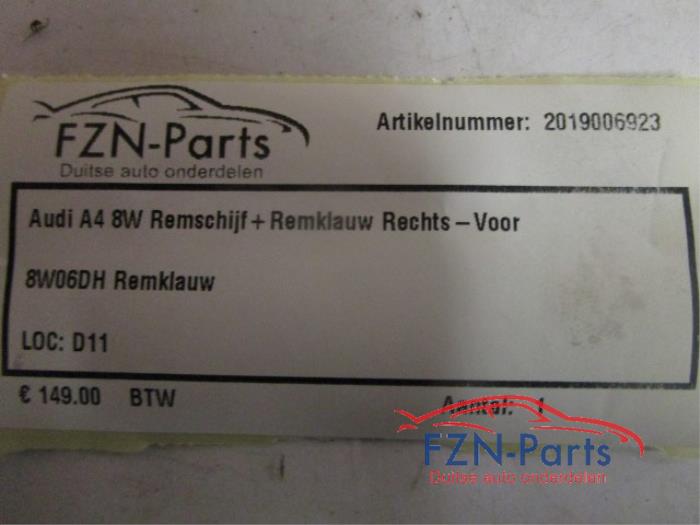 FZN-Parts
Duitse auto onderdelen
Artikelnummer: 2019006923
Audi A4 8W Remschijf + Remklauw Rechts - Voor
8W06DH Remklauw
LOC: D11
€ 149.00 BTW
Aantal: 1
FZN-Parts
Duitse auto onderdelen